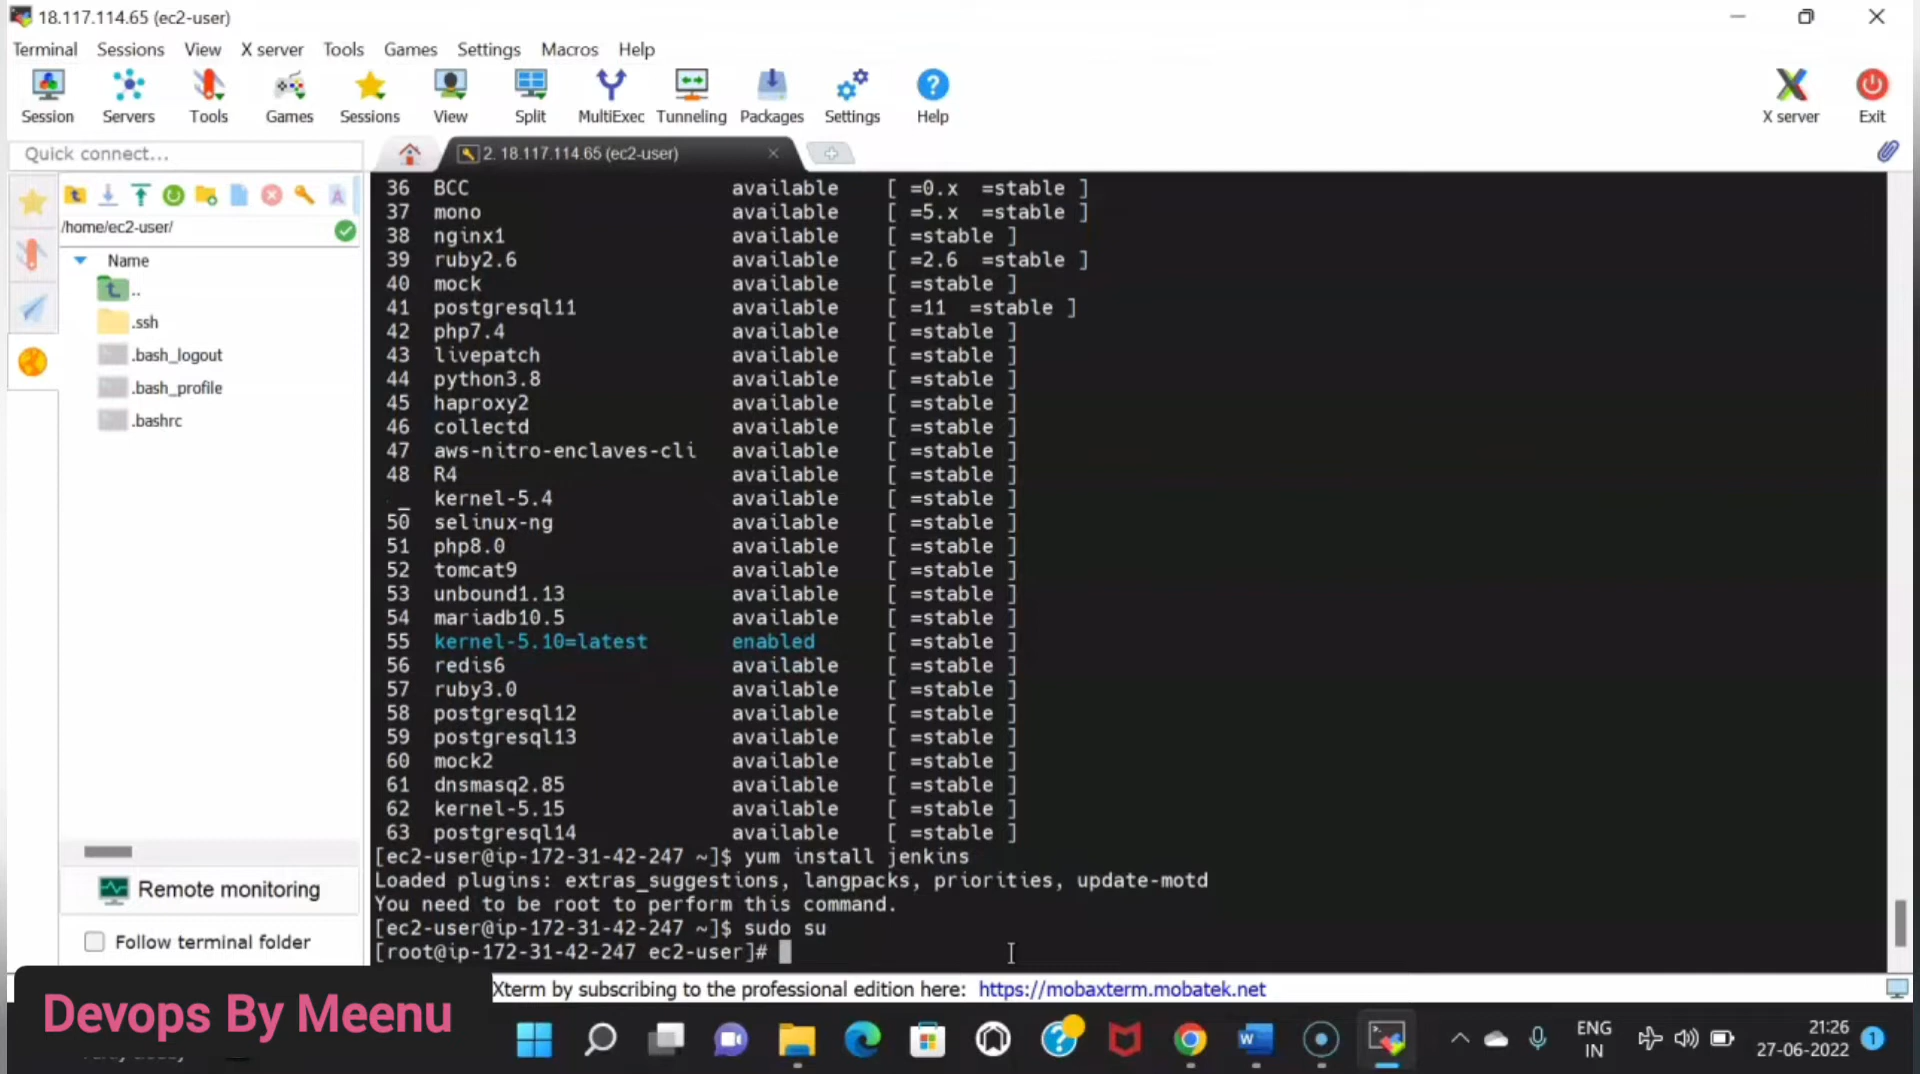 18.117.114.65 (ec2-user)
Terminal Sessions View X server Tools Games Settings Macros Help
Session Servers Tools Games Sessions View Split MultiExec Tunneling Packages Settings Help X server Exit
Quick connect...
2. 18.117.114.65 (ec2-user)
/home/ec2-user/
Name
..
.ssh
.bash_logout
.bash_profile
.bashrc
Remote monitoring
Follow terminal folder
36 BCC available [ =0.x =stable ]
37 mono available [ =5.x =stable ]
38 nginx1 available [ =stable ]
39 ruby2.6 available [ =2.6 =stable ]
40 mock available [ =stable ]
41 postgresql11 available [ =11 =stable ]
42 php7.4 available [ =stable ]
43 livepatch available [ =stable ]
44 python3.8 available [ =stable ]
45 haproxy2 available [ =stable ]
46 collectd available [ =stable ]
47 aws-nitro-enclaves-cli available [ =stable ]
48 R4 available [ =stable ]
_ kernel-5.4 available [ =stable ]
50 selinux-ng available [ =stable ]
51 php8.0 available [ =stable ]
52 tomcat9 available [ =stable ]
53 unbound1.13 available [ =stable ]
54 mariadb10.5 available [ =stable ]
55 kernel-5.10=latest enabled [ =stable ]
56 redis6 available [ =stable ]
57 ruby3.0 available [ =stable ]
58 postgresql12 available [ =stable ]
59 postgresql13 available [ =stable ]
60 mock2 available [ =stable ]
61 dnsmasq2.85 available [ =stable ]
62 kernel-5.15 available [ =stable ]
63 postgresql14 available [ =stable ]
[ec2-user@ip-172-31-42-247 ~]$ yum install jenkins
Loaded plugins: extras_suggestions, langpacks, priorities, update-motd
You need to be root to perform this command.
[ec2-user@ip-172-31-42-247 ~]$ sudo su
[root@ip-172-31-42-247 ec2-user]#
Xterm by subscribing to the professional edition here: https://mobaxterm.mobatek.net
Devops By Meenu
ENG
IN
21:26
27-06-2022
1